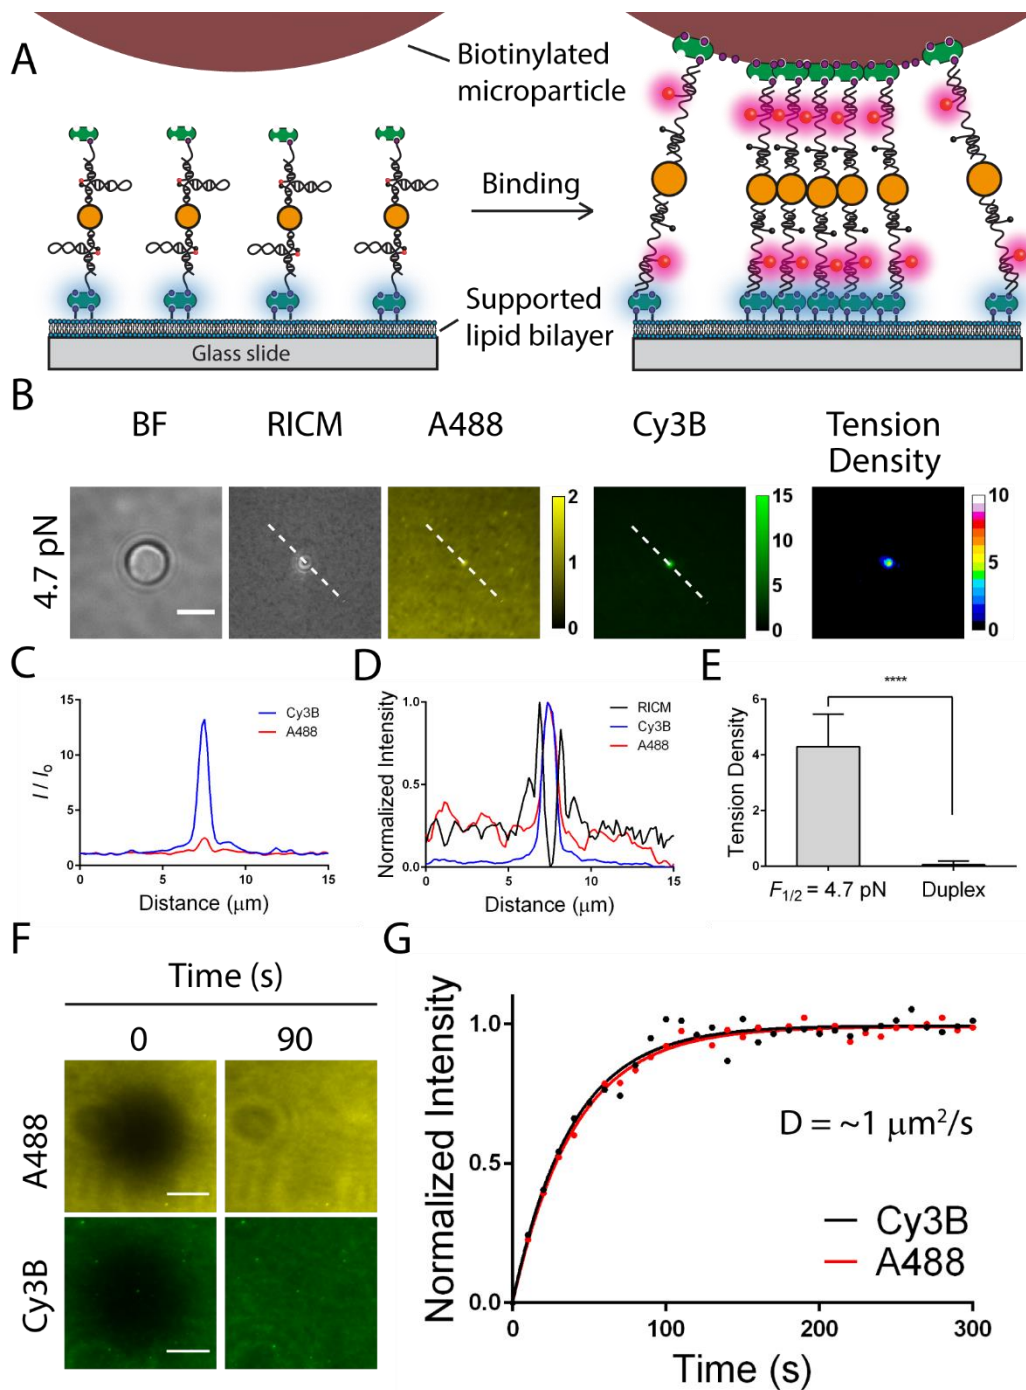 A
Biotinylated
microparticle
Binding
Supported
lipid bilayer
Glass slide
B
BF
RICM
A488
Cy3B
Tension
Density
4.7 pN
2
1
0
15
10
5
0
10
5
0
C
I / Io
15
10
5
0
Cy3B
A488
0
5
10
15
Distance (μm)
D
Normalized Intensity
1.0
0.5
0.0
RICM
Cy3B
A488
0
5
10
15
Distance (μm)
E
Tension Density
6
4
2
0
****
F1/2 = 4.7 pN
Duplex
F
Time (s)
0
90
A488
Cy3B
G
Normalized Intensity
1.0
0.5
0.0
D = ~1 μm²/s
Cy3B
A488
0
100
200
300
Time (s)